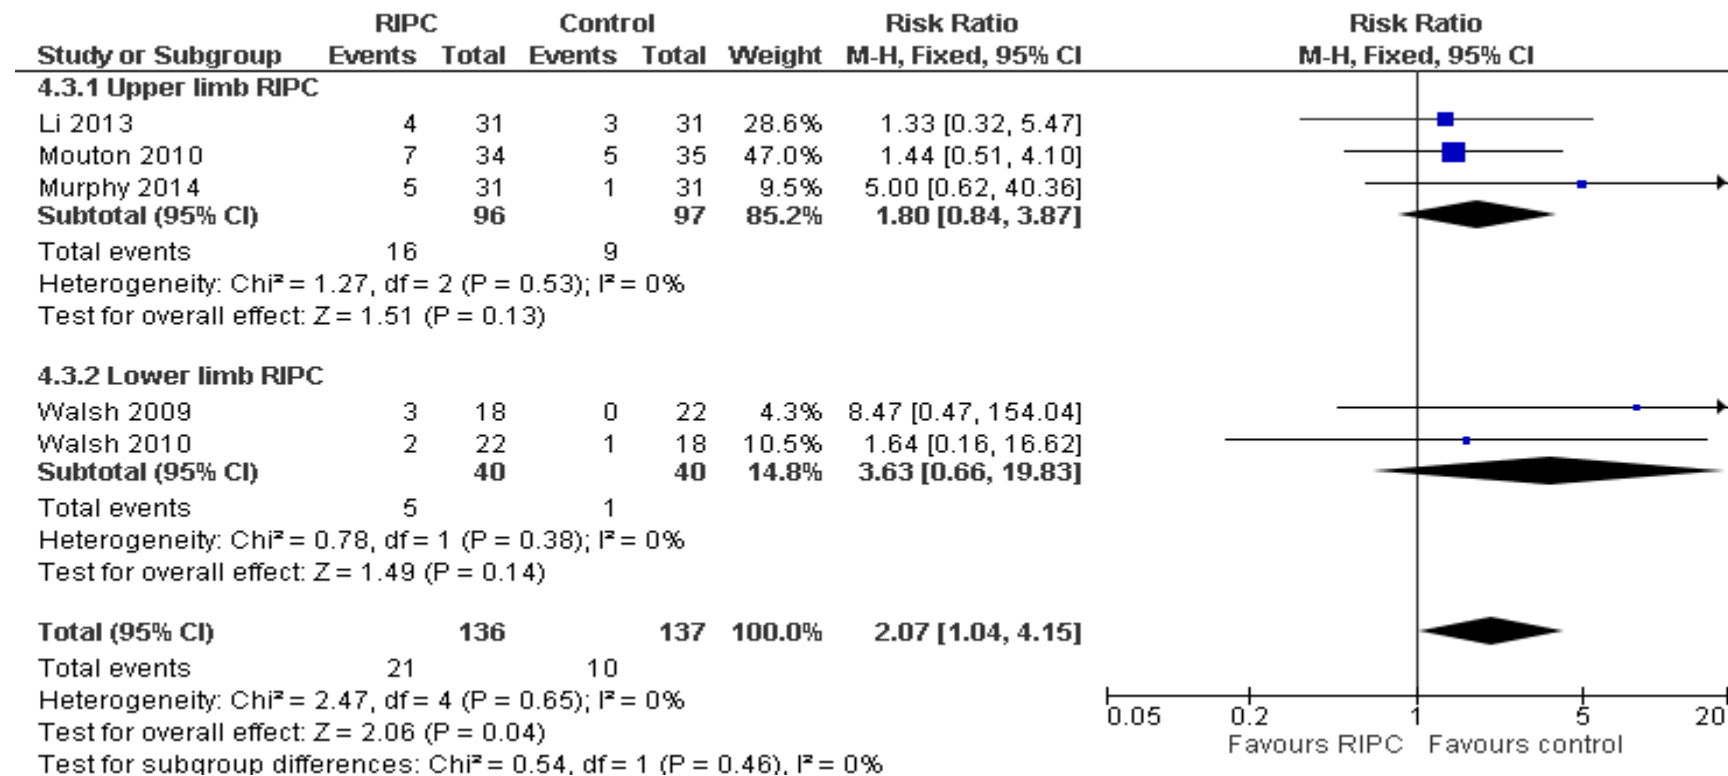 RIPC Control Risk Ratio Risk Ratio
Study or Subgroup Events Total Events Total Weight M-H, Fixed, 95% CI M-H, Fixed, 95% CI
4.3.1 Upper limb RIPC
Li 2013 4 31 3 31 28.6% 1.33 [0.32, 5.47]
Mouton 2010 7 34 5 35 47.0% 1.44 [0.51, 4.10]
Murphy 2014 5 31 1 31 9.5% 5.00 [0.62, 40.36]
Subtotal (95% CI) 96 97 85.2% 1.80 [0.84, 3.87]
Total events 16 9
Heterogeneity: Chi² = 1.27, df = 2 (P = 0.53); I² = 0%
Test for overall effect: Z = 1.51 (P = 0.13)
4.3.2 Lower limb RIPC
Walsh 2009 3 18 0 22 4.3% 8.47 [0.47, 154.04]
Walsh 2010 2 22 1 18 10.5% 1.64 [0.16, 16.62]
Subtotal (95% CI) 40 40 14.8% 3.63 [0.66, 19.83]
Total events 5 1
Heterogeneity: Chi² = 0.78, df = 1 (P = 0.38); I² = 0%
Test for overall effect: Z = 1.49 (P = 0.14)
Total (95% CI) 136 137 100.0% 2.07 [1.04, 4.15]
Total events 21 10
Heterogeneity: Chi² = 2.47, df = 4 (P = 0.65); I² = 0%
Test for overall effect: Z = 2.06 (P = 0.04)
Test for subgroup differences: Chi² = 0.54, df = 1 (P = 0.46), I² = 0%
0.05 0.2 1 5 20
Favours RIPC Favours control